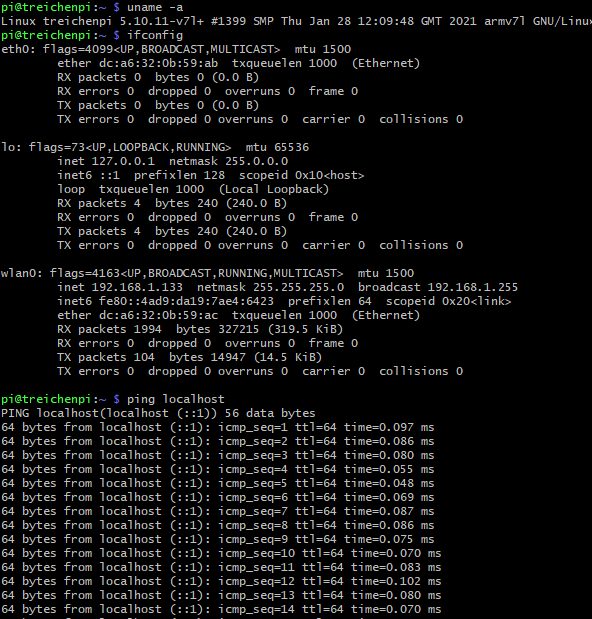 pi@treichenpi:~ $ uname -a
Linux treichenpi 5.10.11-v7l+ #1399 SMP Thu Jan 28 12:09:48 GMT 2021 armv7l GNU/Linux
pi@treichenpi:~ $ ifconfig
eth0: flags=4099<UP,BROADCAST,MULTICAST>  mtu 1500
        ether dc:a6:32:0b:59:ab  txqueuelen 1000  (Ethernet)
        RX packets 0  bytes 0 (0.0 B)
        RX errors 0  dropped 0  overruns 0  frame 0
        TX packets 0  bytes 0 (0.0 B)
        TX errors 0  dropped 0 overruns 0  carrier 0  collisions 0

lo: flags=73<UP,LOOPBACK,RUNNING>  mtu 65536
        inet 127.0.0.1  netmask 255.0.0.0
        inet6 ::1  prefixlen 128  scopeid 0x10<host>
        loop  txqueuelen 1000  (Local Loopback)
        RX packets 4  bytes 240 (240.0 B)
        RX errors 0  dropped 0  overruns 0  frame 0
        TX packets 4  bytes 240 (240.0 B)
        TX errors 0  dropped 0 overruns 0  carrier 0  collisions 0

wlan0: flags=4163<UP,BROADCAST,RUNNING,MULTICAST>  mtu 1500
        inet 192.168.1.133  netmask 255.255.255.0  broadcast 192.168.1.255
        inet6 fe80::4ad9:da19:7ae4:6423  prefixlen 64  scopeid 0x20<link>
        ether dc:a6:32:0b:59:ac  txqueuelen 1000  (Ethernet)
        RX packets 1994  bytes 327215 (319.5 KiB)
        RX errors 0  dropped 0  overruns 0  frame 0
        TX packets 104  bytes 14947 (14.5 KiB)
        TX errors 0  dropped 0 overruns 0  carrier 0  collisions 0

pi@treichenpi:~ $ ping localhost
PING localhost(localhost (::1)) 56 data bytes
64 bytes from localhost (::1): icmp_seq=1 ttl=64 time=0.097 ms
64 bytes from localhost (::1): icmp_seq=2 ttl=64 time=0.086 ms
64 bytes from localhost (::1): icmp_seq=3 ttl=64 time=0.080 ms
64 bytes from localhost (::1): icmp_seq=4 ttl=64 time=0.055 ms
64 bytes from localhost (::1): icmp_seq=5 ttl=64 time=0.048 ms
64 bytes from localhost (::1): icmp_seq=6 ttl=64 time=0.069 ms
64 bytes from localhost (::1): icmp_seq=7 ttl=64 time=0.087 ms
64 bytes from localhost (::1): icmp_seq=8 ttl=64 time=0.086 ms
64 bytes from localhost (::1): icmp_seq=9 ttl=64 time=0.075 ms
64 bytes from localhost (::1): icmp_seq=10 ttl=64 time=0.070 ms
64 bytes from localhost (::1): icmp_seq=11 ttl=64 time=0.083 ms
64 bytes from localhost (::1): icmp_seq=12 ttl=64 time=0.102 ms
64 bytes from localhost (::1): icmp_seq=13 ttl=64 time=0.080 ms
64 bytes from localhost (::1): icmp_seq=14 ttl=64 time=0.070 ms